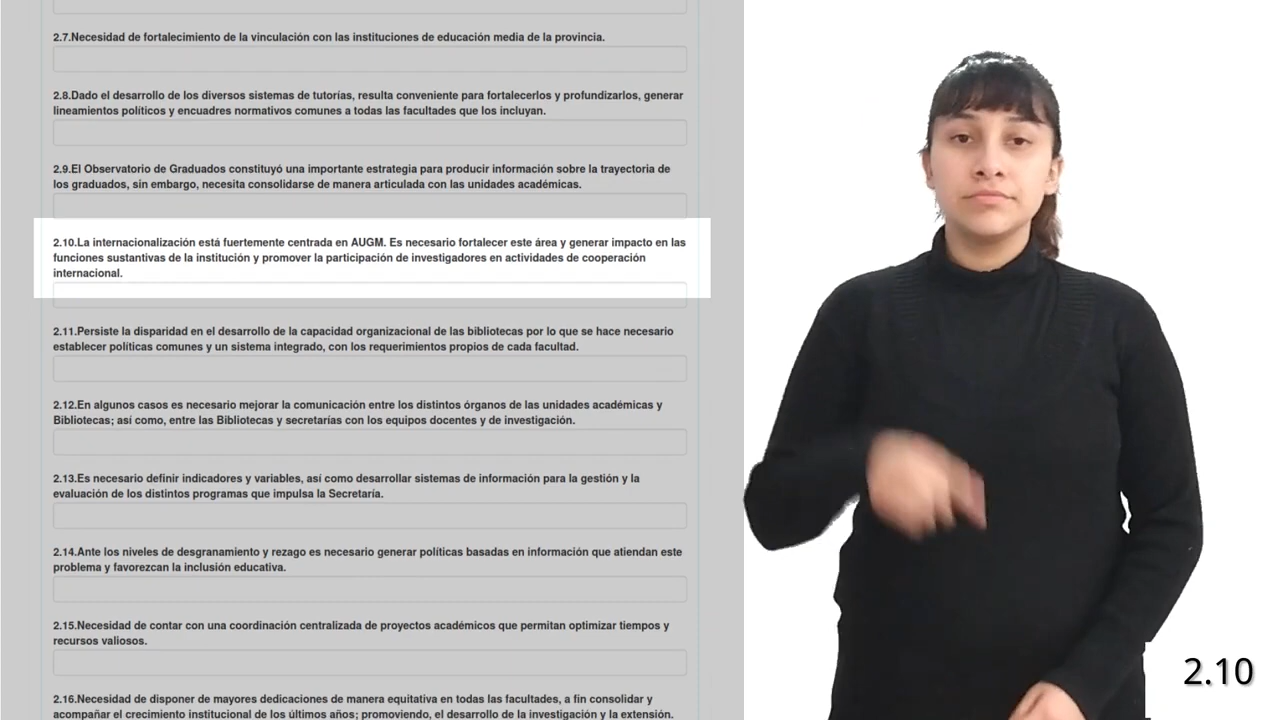 2.7.Necesidad de fortalecimiento de la vinculación con las instituciones de educación media de la provincia.
2.8.Dado el desarrollo de los diversos sistemas de tutorías, resulta conveniente para fortalecerlos y profundizarlos, generar
lineamientos políticos y encuadres normativos comunes a todas las facultades que los incluyan.
2.9.El Observatorio de Graduados constituyó una importante estrategia para producir información sobre la trayectoria de
los graduados, sin embargo, necesita consolidarse de manera articulada con las unidades académicas.
2.10.La internacionalización está fuertemente centrada en AUGM. Es necesario fortalecer este área y generar impacto en las
funciones sustantivas de la institución y promover la participación de investigadores en actividades de cooperación
internacional.
2.11.Persiste la disparidad en el desarrollo de la capacidad organizacional de las bibliotecas por lo que se hace necesario
establecer políticas comunes y un sistema integrado, con los requerimientos propios de cada facultad.
2.12.En algunos casos es necesario mejorar la comunicación entre los distintos órganos de las unidades académicas y
Bibliotecas; así como, entre las Bibliotecas y secretarías con los equipos docentes y de investigación.
2.13.Es necesario definir indicadores y variables, así como desarrollar sistemas de información para la gestión y la
evaluación de los distintos programas que impulsa la Secretaría.
2.14.Ante los niveles de desgranamiento y rezago es necesario generar políticas basadas en información que atiendan este
problema y favorezcan la inclusión educativa.
2.15.Necesidad de contar con una coordinación centralizada de proyectos académicos que permitan optimizar tiempos y
recursos valiosos.
2.16.Necesidad de disponer de mayores dedicaciones de manera equitativa en todas las facultades, a fin consolidar y
acompañar el crecimiento institucional de los últimos años; promoviendo, el desarrollo de la investigación y la extensión.
2.10